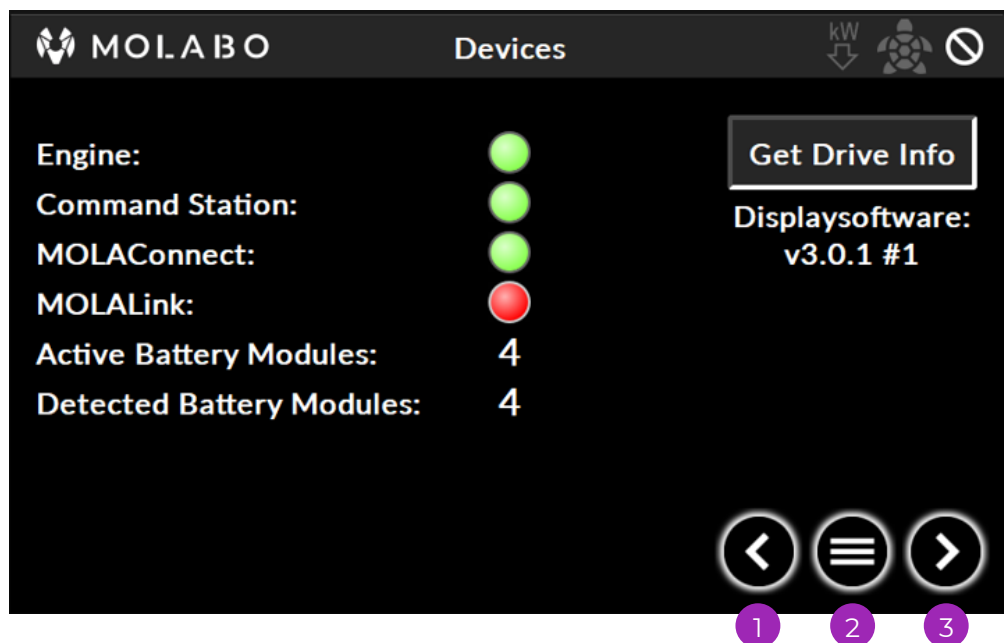 MOLABO
Devices
kW
Engine:
Command Station:
MOLAConnect:
MOLALink:
Active Battery Modules: 4
Detected Battery Modules: 4
Get Drive Info
Displaysoftware:
v3.0.1 #1
1
2
3